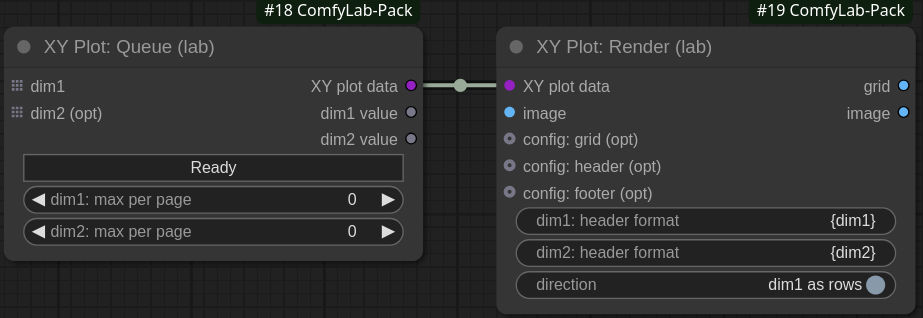 #18 ComfyLab-Pack
XY Plot: Queue (lab)
dim1
XY plot data
dim2 (opt)
dim1 value
dim2 value
Ready
dim1: max per page 0
dim2: max per page 0
#19 ComfyLab-Pack
XY Plot: Render (lab)
XY plot data
grid
image
image
config: grid (opt)
config: header (opt)
config: footer (opt)
dim1: header format {dim1}
dim2: header format {dim2}
direction dim1 as rows